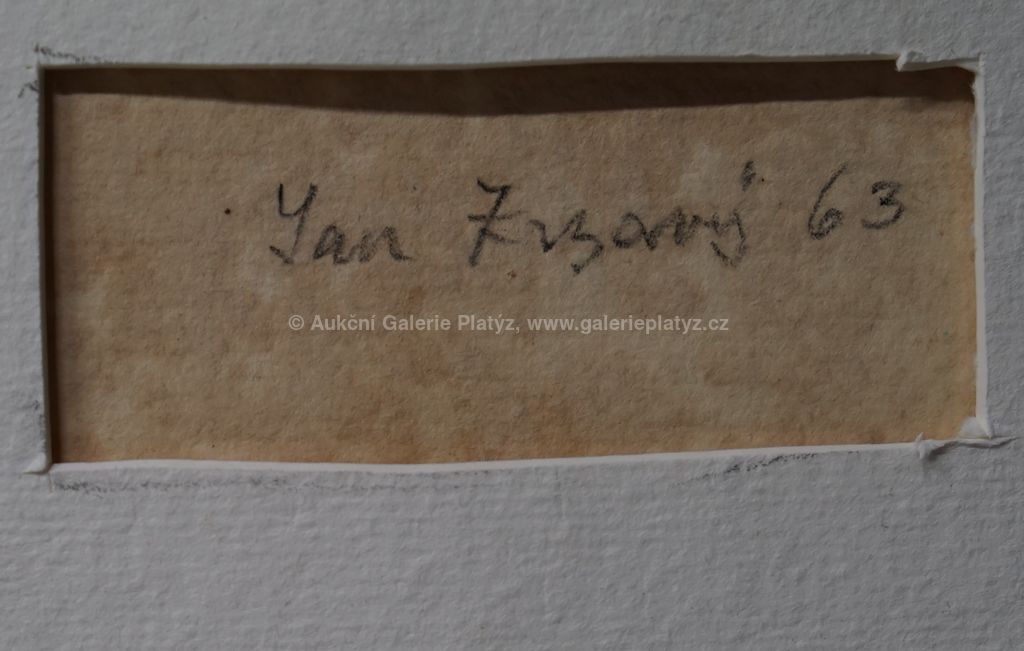 Jan Zrzavý 63
© Aukční Galerie Platýz, www.galerieplatyz.cz